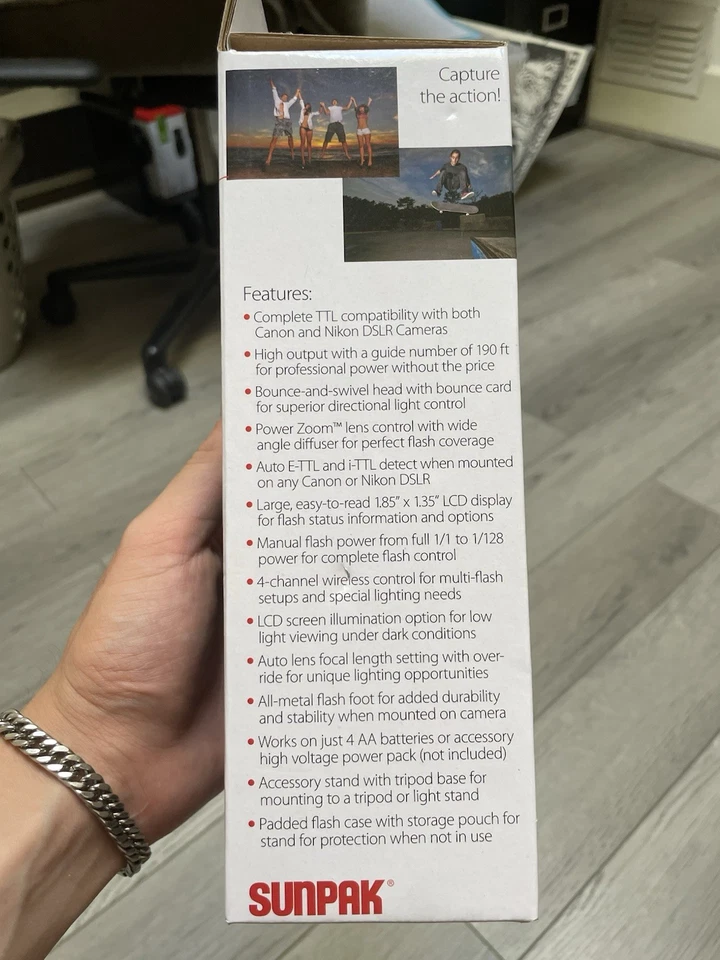 Capture
the action!
Features:
• Complete TTL compatibility with both
Canon and Nikon DSLR Cameras
• High output with a guide number of 190 ft
for professional power without the price
• Bounce-and-swivel head with bounce card
for superior directional light control
• Power Zoom™ lens control with wide
angle diffuser for perfect flash coverage
• Auto E-TTL and i-TTL detect when mounted
on any Canon or Nikon DSLR
• Large, easy-to-read 1.85” x 1.35” LCD display
for flash status information and options
• Manual flash power from full 1/1 to 1/128
power for complete flash control
• 4-channel wireless control for multi-flash
setups and special lighting needs
• LCD screen illumination option for low
light viewing under dark conditions
• Auto lens focal length setting with over-
ride for unique lighting opportunities
• All-metal flash foot for added durability
and stability when mounted on camera
• Works on just 4 AA batteries or accessory
high voltage power pack (not included)
• Accessory stand with tripod base for
mounting to a tripod or light stand
• Padded flash case with storage pouch for
stand for protection when not in use
SUNPAK®